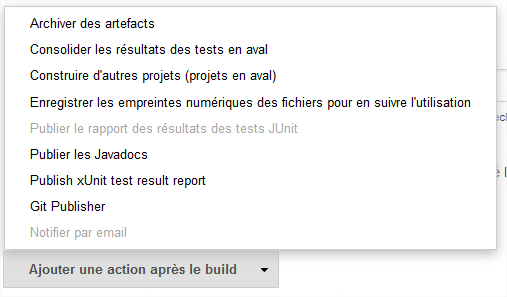 Archiver des artefacts
Consolider les résultats des tests en aval
Construire d'autres projets (projets en aval)
Enregistrer les empreintes numériques des fichiers pour en suivre l'utilisation
Publier le rapport des résultats des tests JUnit
Publier les Javadocs
Publish xUnit test result report
Git Publisher
Notifier par email
Ajouter une action après le build